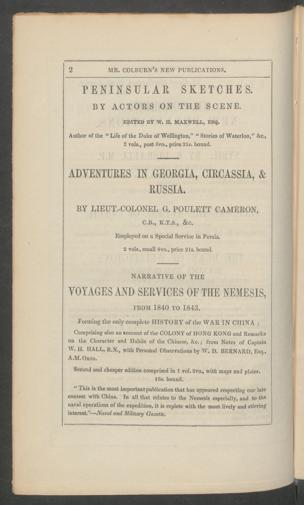 2 MR. COLBURN'S NEW PUBLICATIONS.
PENINSULAR SKETCHES.
BY ACTORS ON THE SCENE.
EDITED BY W. H. MAXWELL, ESQ.
Author of the "Life of the Duke of Wellington," "Stories of Waterloo," &c.,
2 vols., post 8vo., price 21s. bound.
ADVENTURES IN GEORGIA, CIRCASSIA, &
RUSSIA.
BY LIEUT.-COLONEL G. POULETT CAMERON,
C.B., K.T.S., &c.
Employed on a Special Service in Persia.
2 vols., small 8vo., price 21s. bound.
NARRATIVE OF THE
VOYAGES AND SERVICES OF THE NEMESIS,
FROM 1840 TO 1843,
Forming the only complete HISTORY of the WAR IN CHINA;
Comprising also an account of the COLONY of HONG KONG and Remarks
on the Character and Habits of the Chinese, &c.; from Notes of Captain
W. H. HALL, R.N., with Personal Observations by W. D. BERNARD, Esq.,
A.M. Oxon.
Second and cheaper edition comprised in 1 vol. 8vo., with maps and plates.
bound.
"This is the most important publication that has appeared respecting our late
contest with China. In all that relates to the Nemesis especially, and to the
naval operations of the expedition, it is replete with the most lively and stirring
interest."—Naval and Military Gazette.